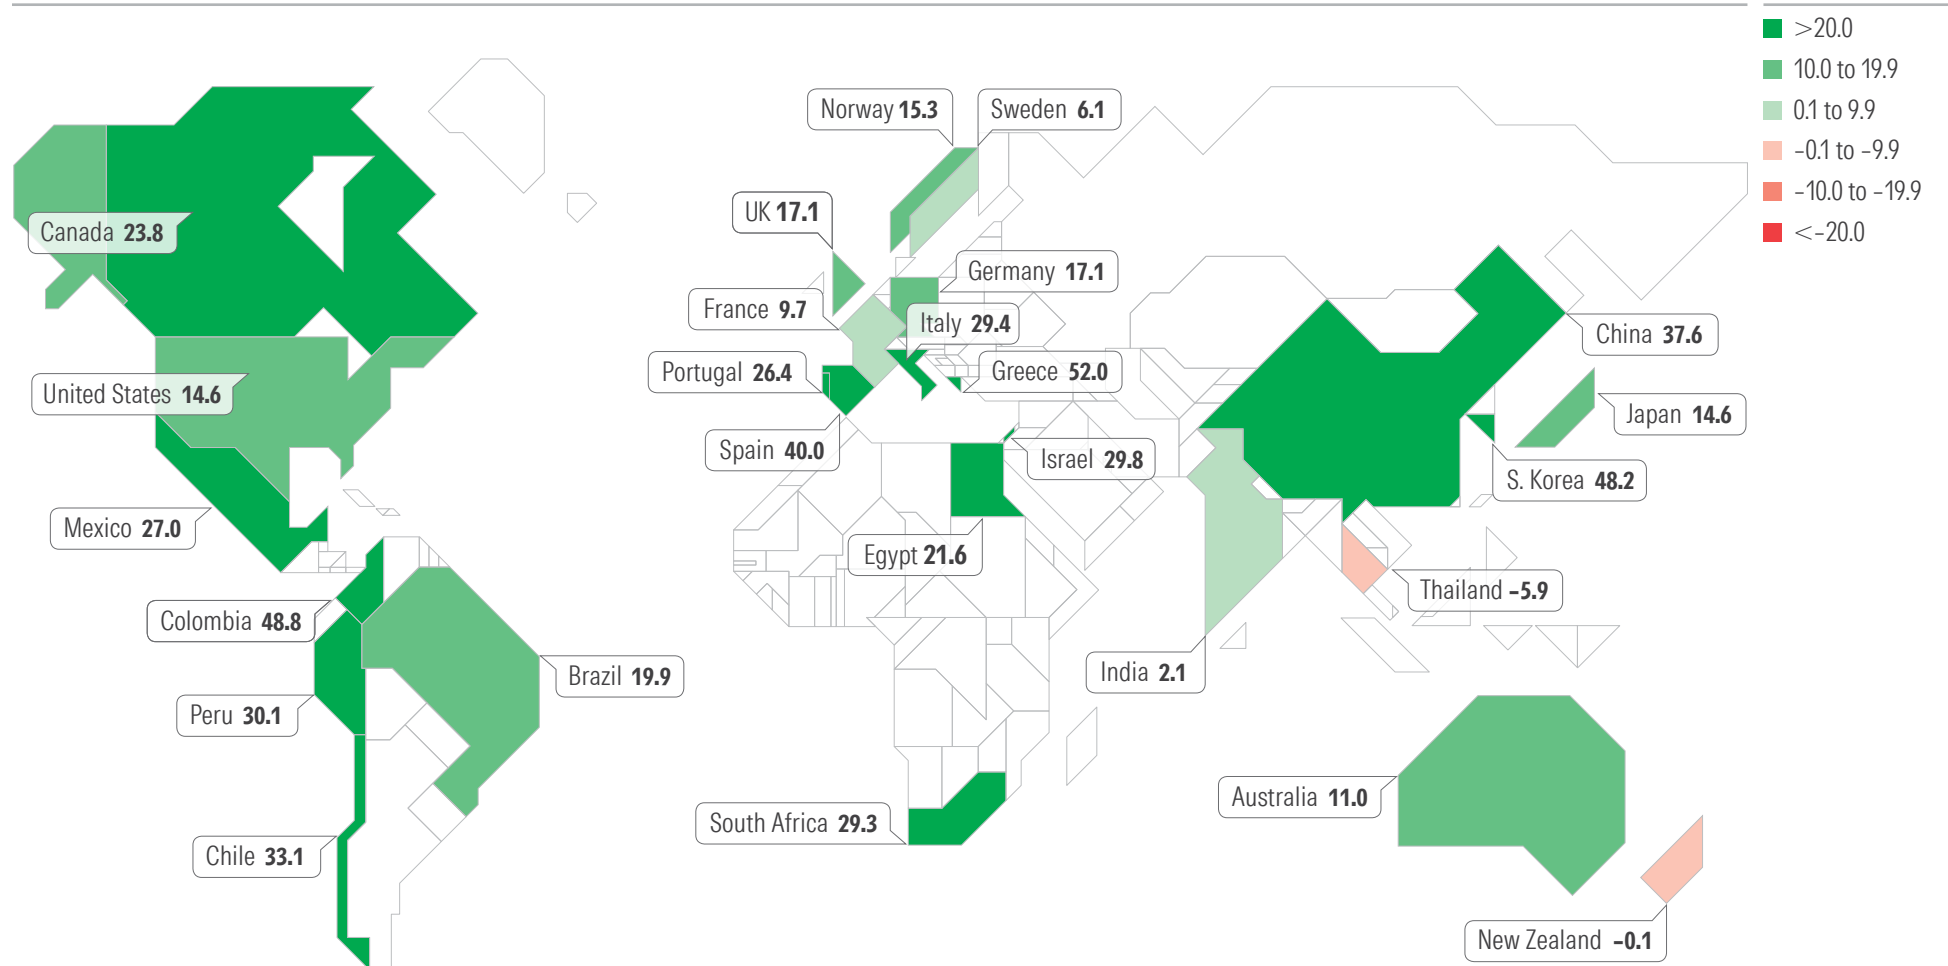 >20.0
10.0 to 19.9
0.1 to 9.9
–0.1 to –9.9
–10.0 to –19.9
<–20.0
Norway 15.3
Sweden 6.1
UK 17.1
Canada 23.8
Germany 17.1
France 9.7
Italy 29.4
China 37.6
Portugal 26.4
Greece 52.0
United States 14.6
Japan 14.6
Spain 40.0
Israel 29.8
S. Korea 48.2
Mexico 27.0
Egypt 21.6
Thailand –5.9
Colombia 48.8
India 2.1
Brazil 19.9
Peru 30.1
Australia 11.0
South Africa 29.3
Chile 33.1
New Zealand –0.1